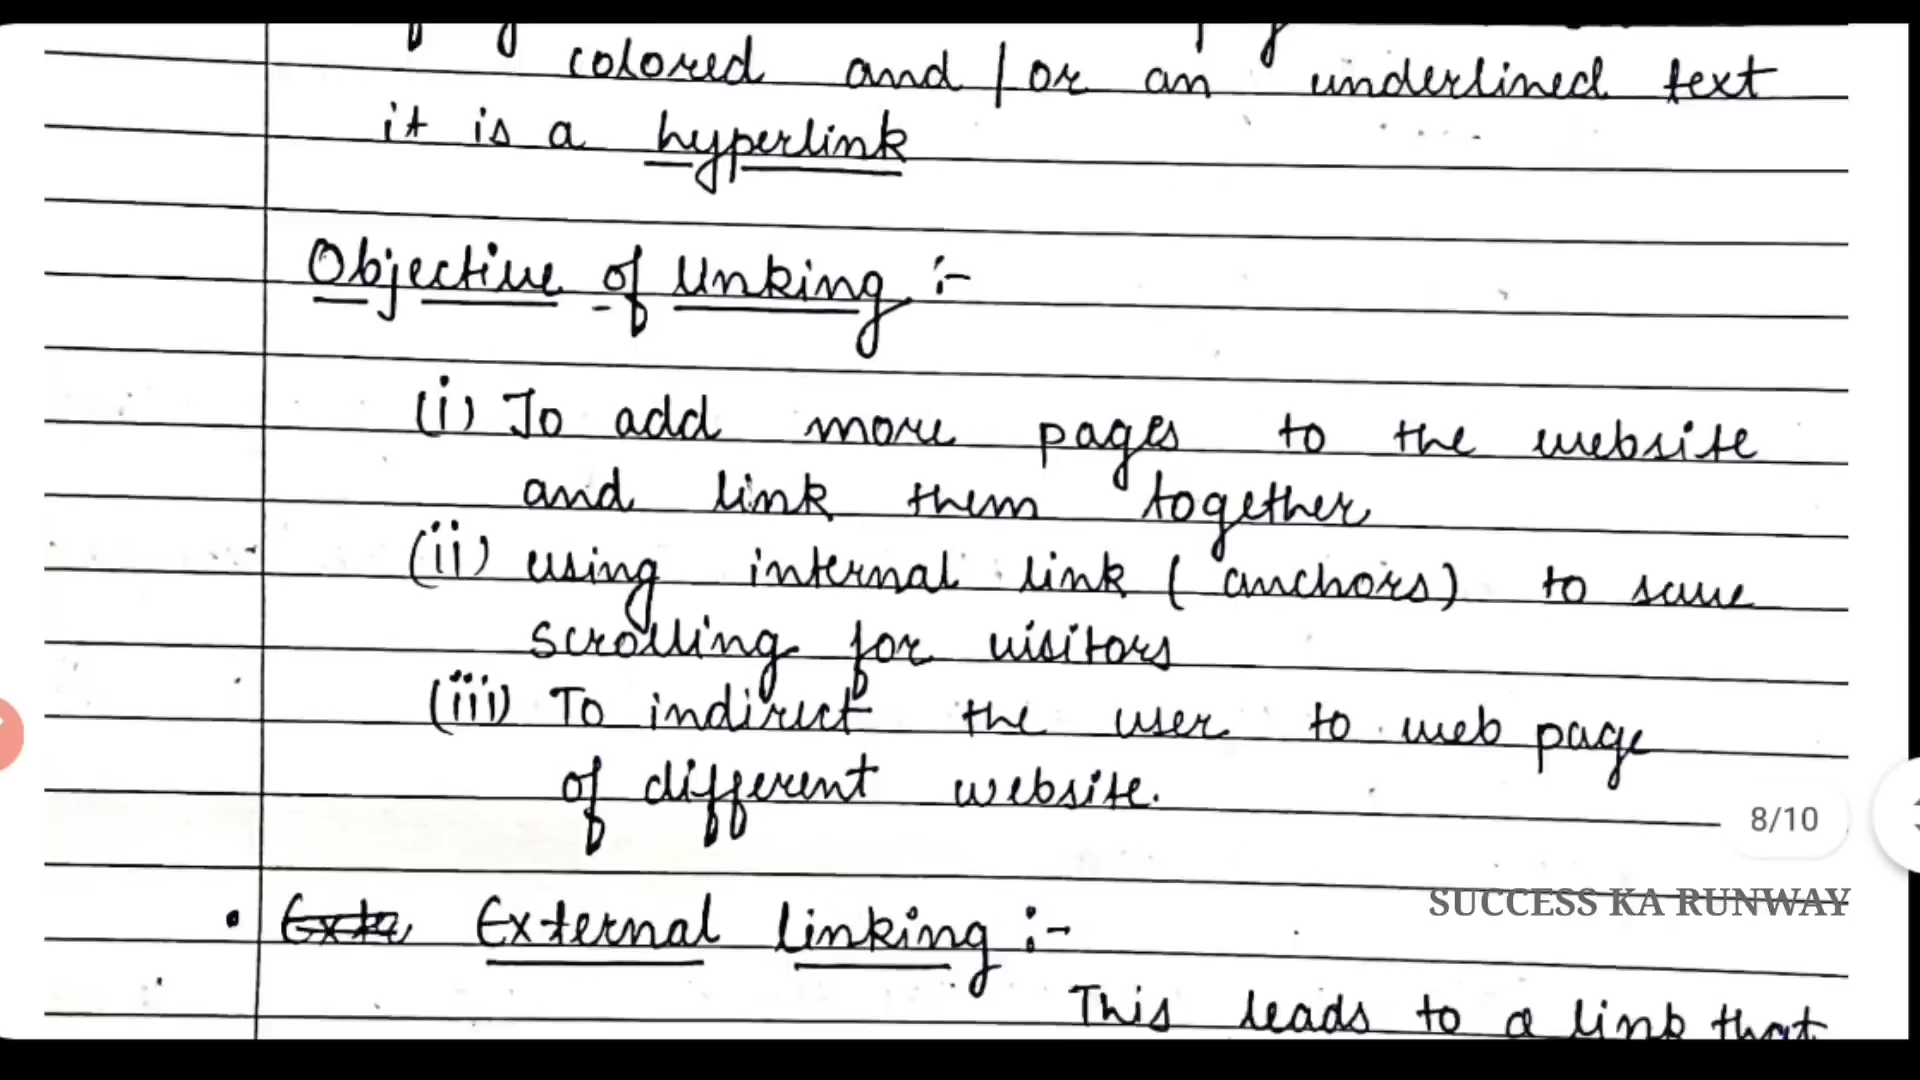 colored and/or an underlined text
it is a hyperlink
Objective of Linking :-
(i) To add more pages to the website
and link them together
(ii) using internal link (anchors) to save
scrolling for visitors
(iii) To indirect the user to web page
of different website.
8/10
SUCCESS KA RUNWAY
• Exte External linking :-
This leads to a link that